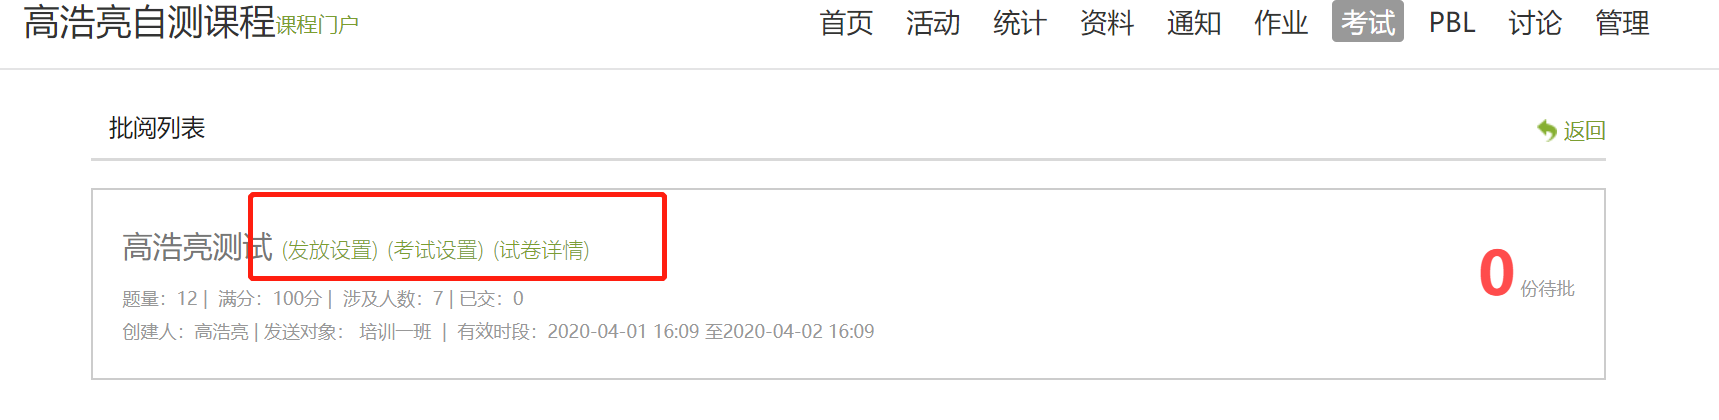 高浩亮自测课程课程门户 首页 活动 统计 资料 通知 作业 考试 PBL 讨论 管理
批阅列表 返回
高浩亮测试 (发放设置) (考试设置) (试卷详情)
0 份待批
题量：12 | 满分：100分 | 涉及人数：7 | 已交：0
创建人：高浩亮 | 发送对象： 培训一班 | 有效时段：2020-04-01 16:09 至2020-04-02 16:09